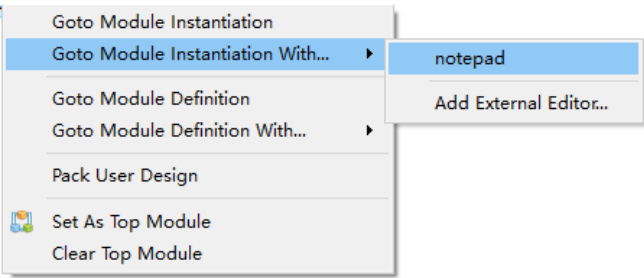 Goto Module Instantiation
Goto Module Instantiation With...
notepad
Add External Editor...
Goto Module Definition
Goto Module Definition With...
Pack User Design
Set As Top Module
Clear Top Module